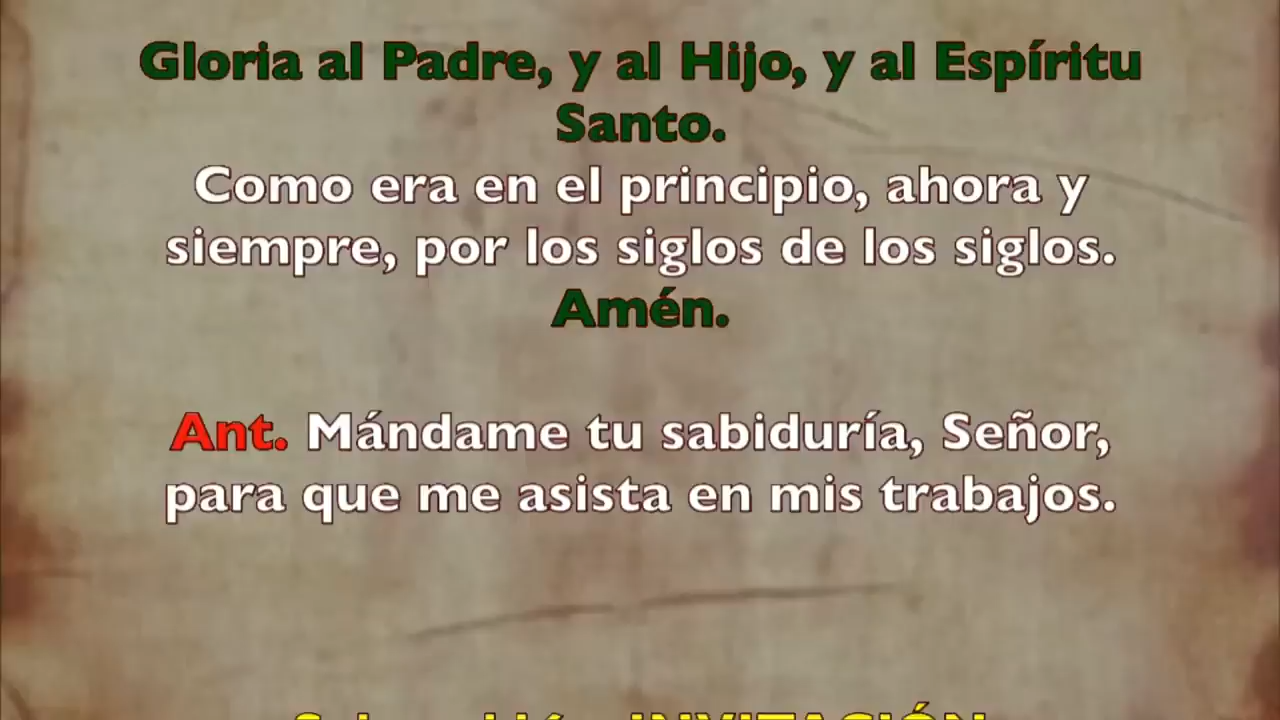 Gloria al Padre, y al Hijo, y al Espíritu
Santo.
Como era en el principio, ahora y
siempre, por los siglos de los siglos.
Amén.
Ant. Mándame tu sabiduría, Señor,
para que me asista en mis trabajos.
INVITACIÓN